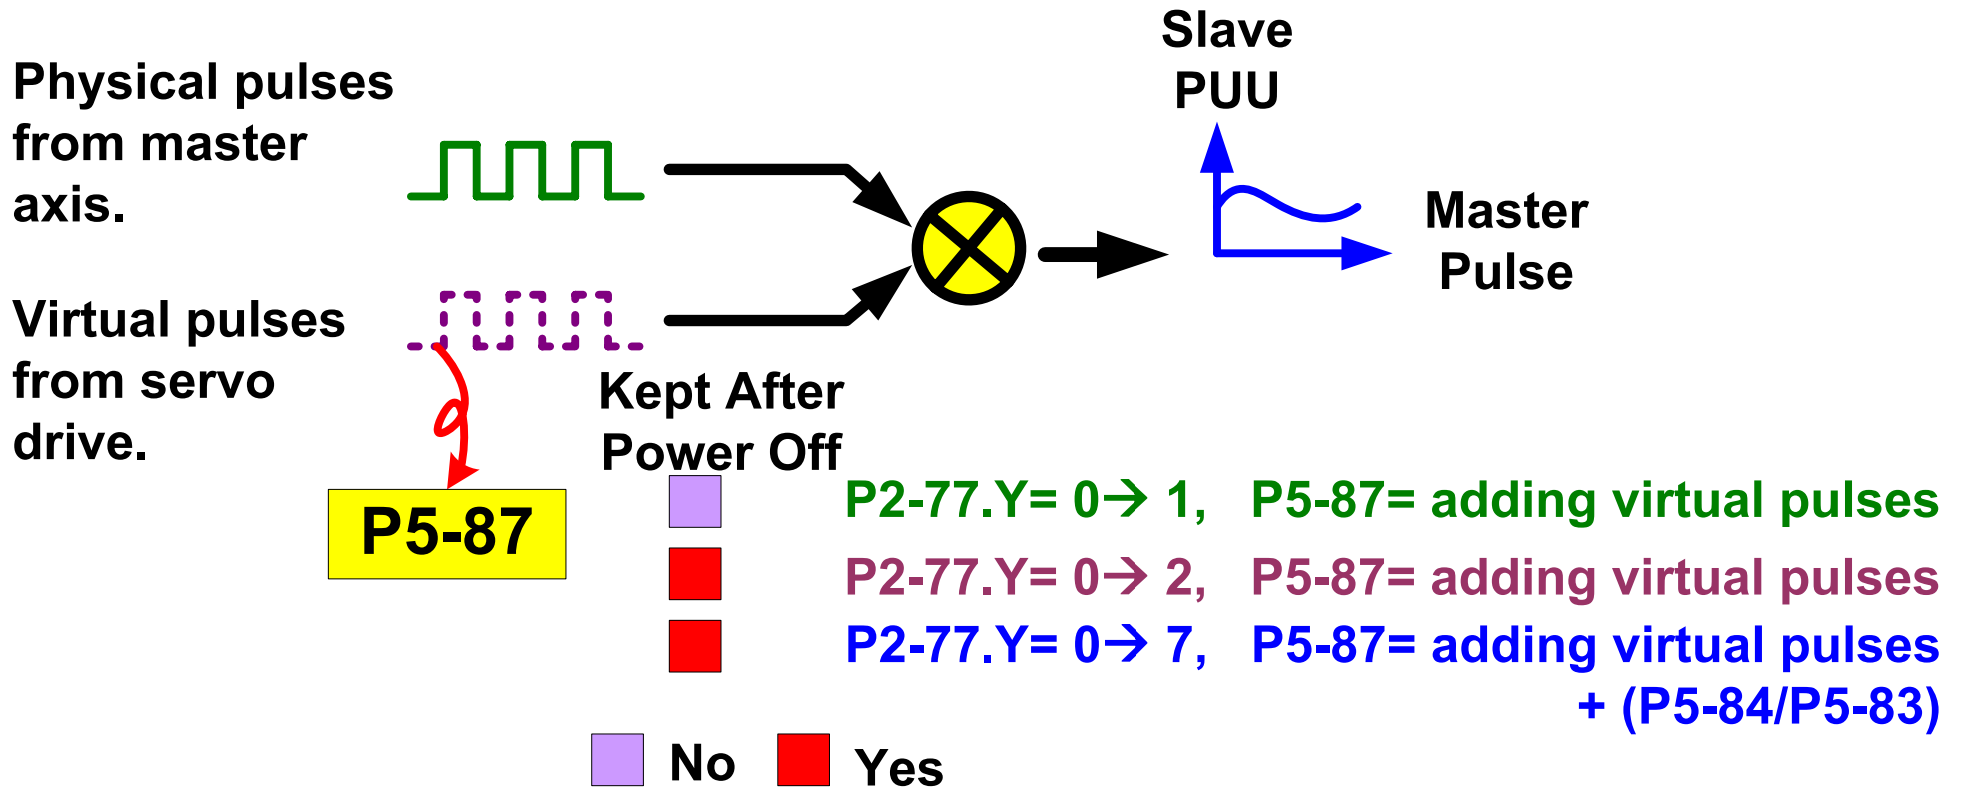 Physical pulses
from master
axis.
Slave
PUU
Master
Pulse
Virtual pulses
from servo
drive.
P5-87
Kept After
Power Off
P2-77.Y= 0→ 1, P5-87= adding virtual pulses
P2-77.Y= 0→ 2, P5-87= adding virtual pulses
P2-77.Y= 0→ 7, P5-87= adding virtual pulses
+ (P5-84/P5-83)
No
Yes